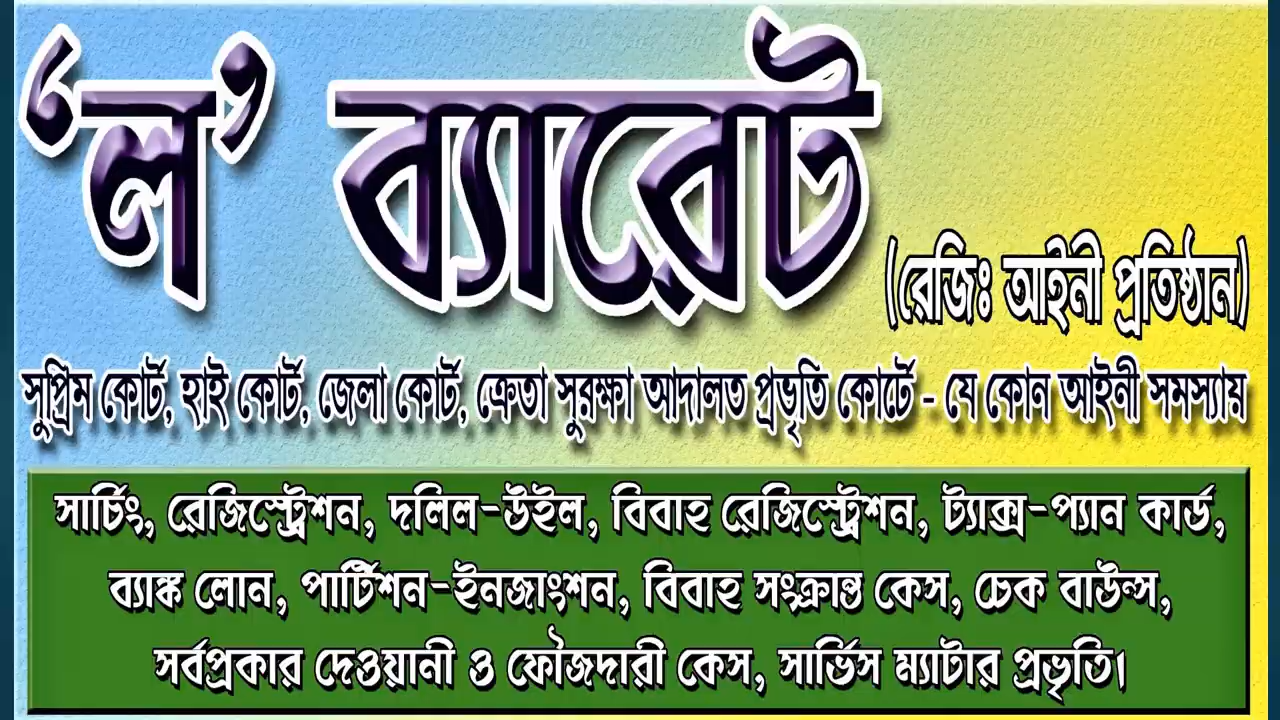 ‘ল’ ব্যারেট
(রেজিঃ আইনী প্রতিষ্ঠান)
সুপ্রিম কোর্ট, হাই কোর্ট, জেলা কোর্ট, ক্রেতা সুরক্ষা আদালত প্রভৃতি কোর্টে - যে কোন আইনী সমস্যায়
সার্চিং, রেজিস্ট্রেশন, দলিল-উইল, বিবাহ রেজিস্ট্রেশন, ট্যাক্স-প্যান কার্ড,
ব্যাঙ্ক লোন, পার্টিশন-ইনজাংশন, বিবাহ সংক্রান্ত কেস, চেক বাউন্স,
সর্বপ্রকার দেওয়ানী ও ফৌজদারী কেস, সার্ভিস ম্যাটার প্রভৃতি।